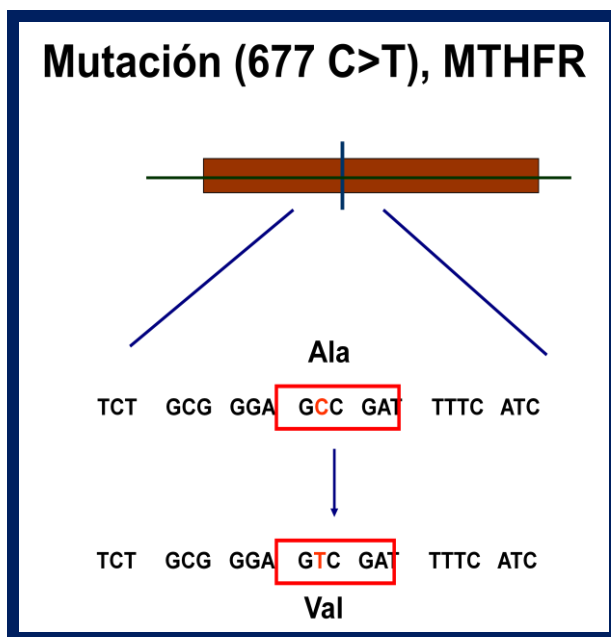 Mutación (677 C>T), MTHFR
Ala
TCT GCG GGA GCC GAT TTTC ATC
TCT GCG GGA GTC GAT TTTC ATC
Val